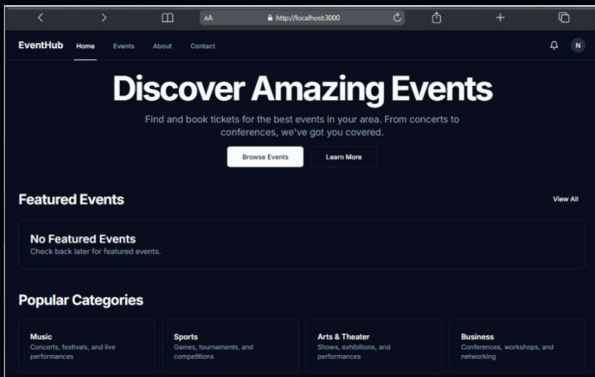 AA http://localhost:3000
EventHub Home Events About Contact N
Discover Amazing Events
Find and book tickets for the best events in your area. From concerts to
conferences, we've got you covered.
Browse Events Learn More
Featured Events View All
No Featured Events
Check back later for featured events.
Popular Categories
Music
Concerts, festivals, and live
performances
Sports
Games, tournaments, and
competitions
Arts & Theater
Shows, exhibitions, and
performances
Business
Conferences, workshops, and
networking